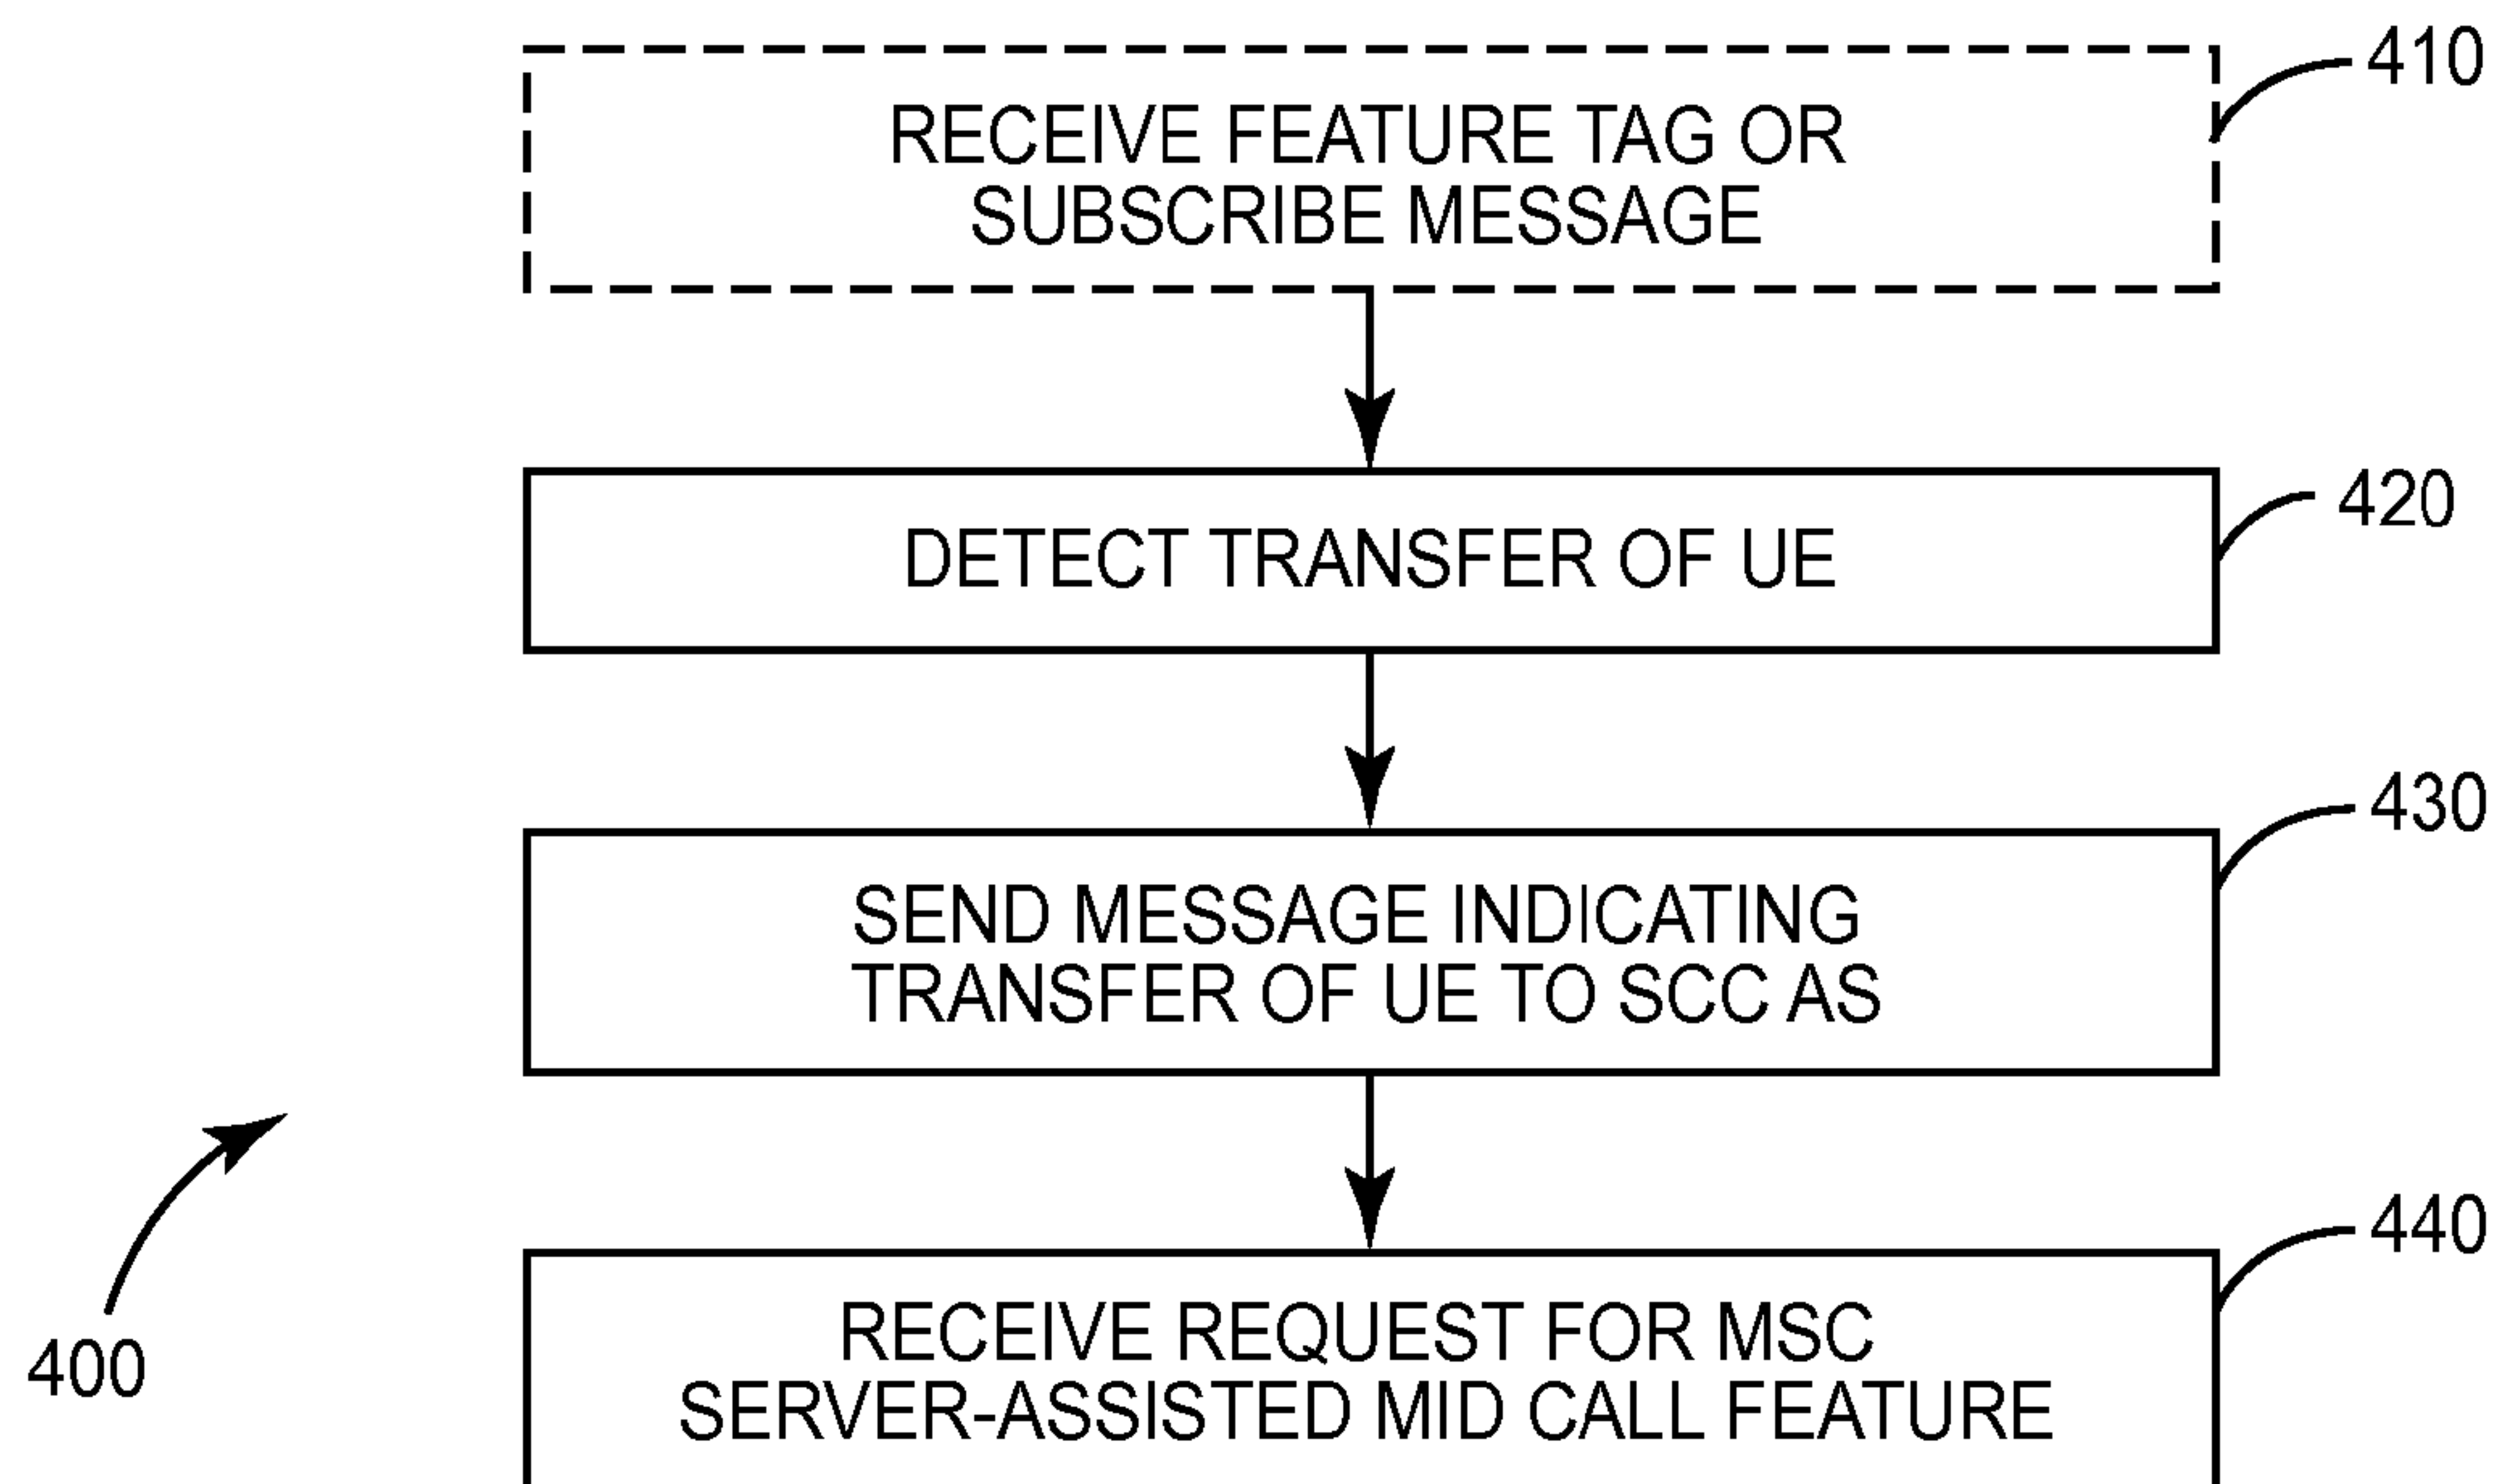 410
RECEIVE FEATURE TAG OR
SUBSCRIBE MESSAGE
420
DETECT TRANSFER OF UE
430
SEND MESSAGE INDICATING
TRANSFER OF UE TO SCC AS
440
RECEIVE REQUEST FOR MSC
SERVER-ASSISTED MID CALL FEATURE
400